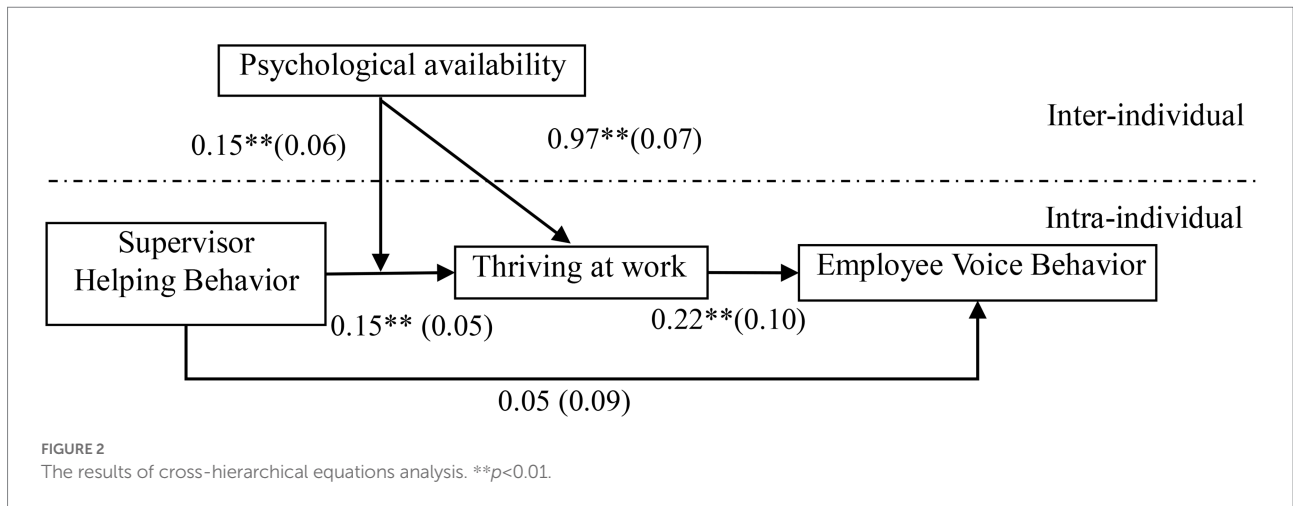 Psychological availability
0.15**(0.06)
0.97**(0.07)
Inter-individual
Intra-individual
Supervisor
Helping Behavior
Thriving at work
Employee Voice Behavior
0.15** (0.05)
0.22**(0.10)
0.05 (0.09)
FIGURE 2
The results of cross-hierarchical equations analysis. **p<0.01.